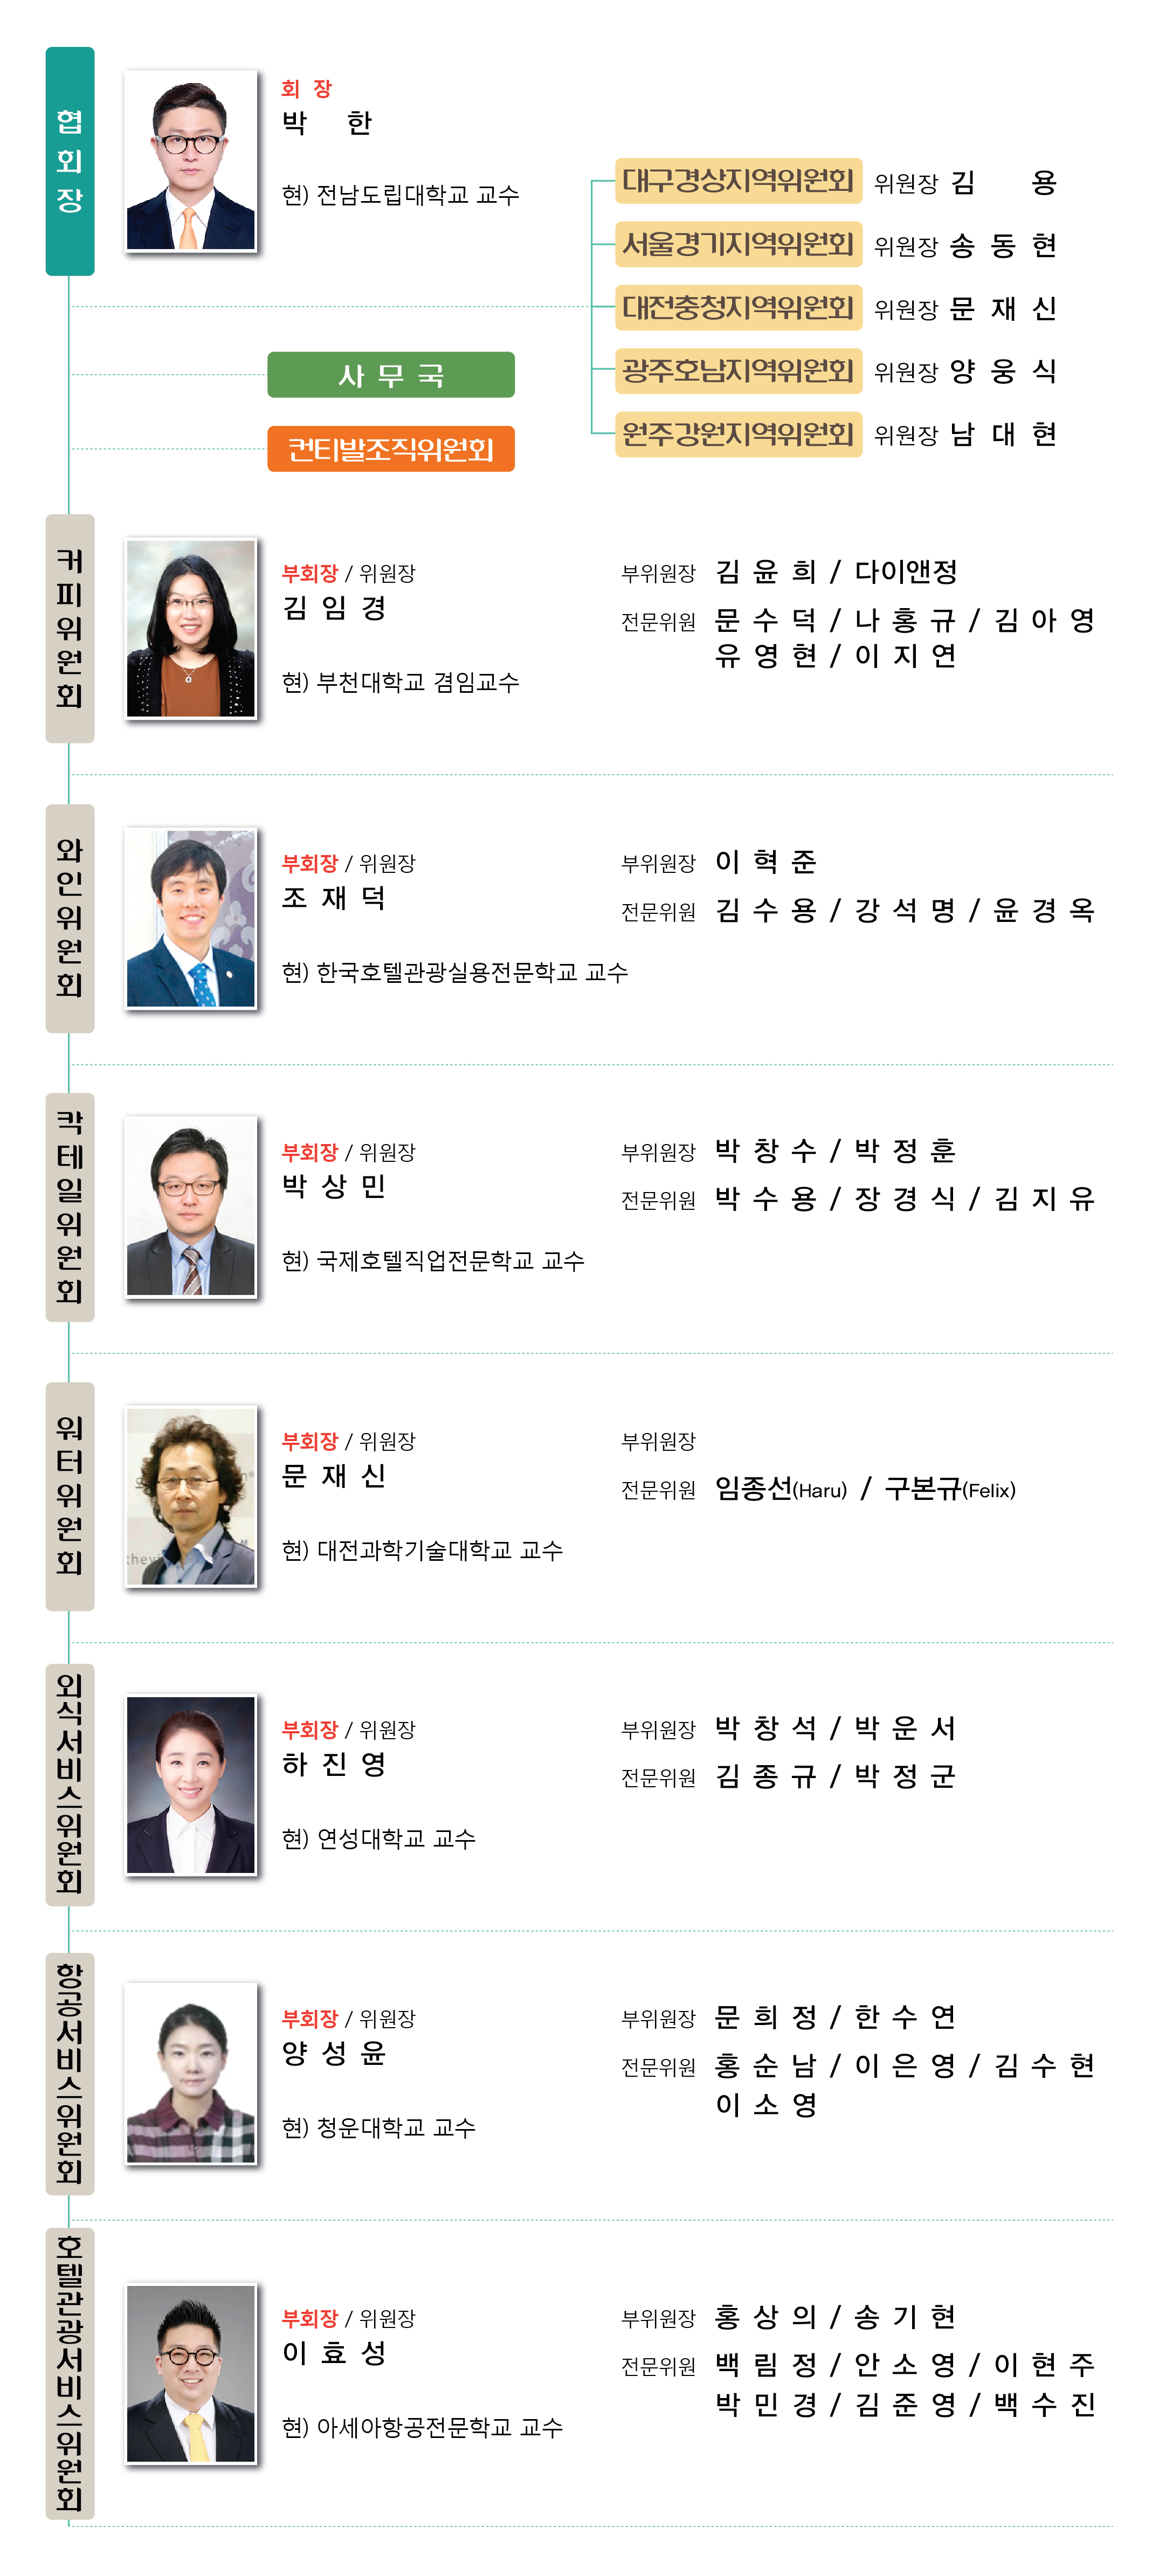 협회장
회 장
박 한
현) 전남도립대학교 교수
대구경상지역위원회 위원장 김 용
서울경기지역위원회 위원장 송 동 현
대전충청지역위원회 위원장 문 재 신
광주호남지역위원회 위원장 양 웅 식
원주강원지역위원회 위원장 남 대 현
사 무 국
컨티발조직위원회
커피위원회
부회장 / 위원장
김 임 경
현) 부천대학교 겸임교수
부위원장 김 윤 희 / 다이앤정
전문위원 문 수 덕 / 나 홍 규 / 김 아 영
유 영 현 / 이 지 연
와인위원회
부회장 / 위원장
조 재 덕
현) 한국호텔관광실용전문학교 교수
부위원장 이 혁 준
전문위원 김 수 용 / 강 석 명 / 윤 경 옥
칵테일위원회
부회장 / 위원장
박 상 민
현) 국제호텔직업전문학교 교수
부위원장 박 창 수 / 박 정 훈
전문위원 박 수 용 / 장 경 식 / 김 지 유
워터위원회
부회장 / 위원장
문 재 신
현) 대전과학기술대학교 교수
부위원장
전문위원 임종선(Haru) / 구본규(Felix)
외식서비스위원회
부회장 / 위원장
하 진 영
현) 연성대학교 교수
부위원장 박 창 석 / 박 운 서
전문위원 김 종 규 / 박 정 군
항공서비스위원회
부회장 / 위원장
양 성 윤
현) 청운대학교 교수
부위원장 문 희 정 / 한 수 연
전문위원 홍 순 남 / 이 은 영 / 김 수 현
이 소 영
호텔관광서비스위원회
부회장 / 위원장
이 효 성
현) 아세아항공전문학교 교수
부위원장 홍 상 의 / 송 기 현
전문위원 백 림 정 / 안 소 영 / 이 현 주
박 민 경 / 김 준 영 / 백 수 진